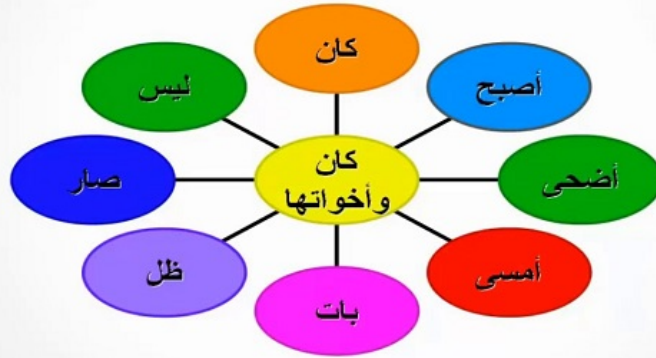 كان
أصبح
أضحى
أمسى
بات
ظل
صار
ليس
كان
وأخواتها